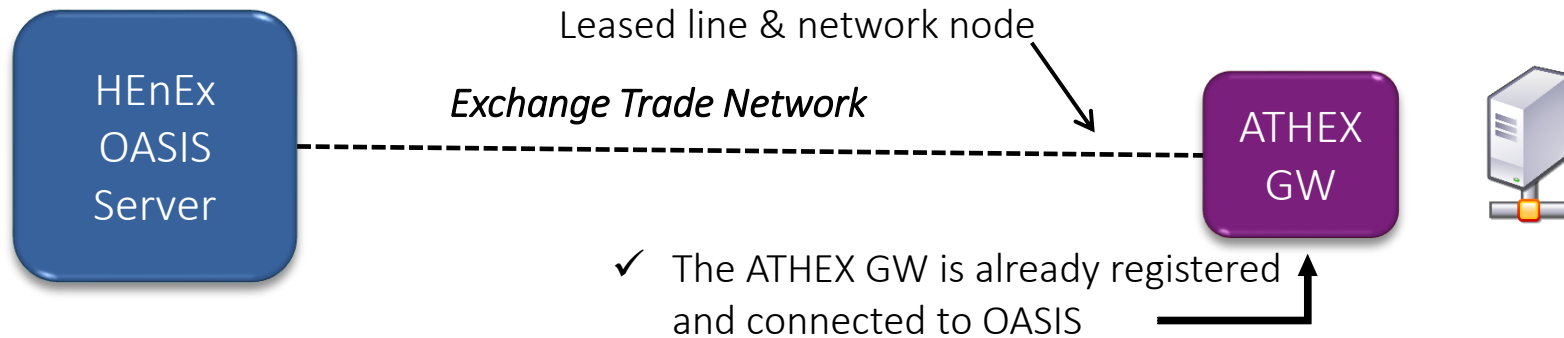 Leased line & network node
HEnEx
OASIS
Server
Exchange Trade Network
ATHEX
GW
✓ The ATHEX GW is already registered
and connected to OASIS